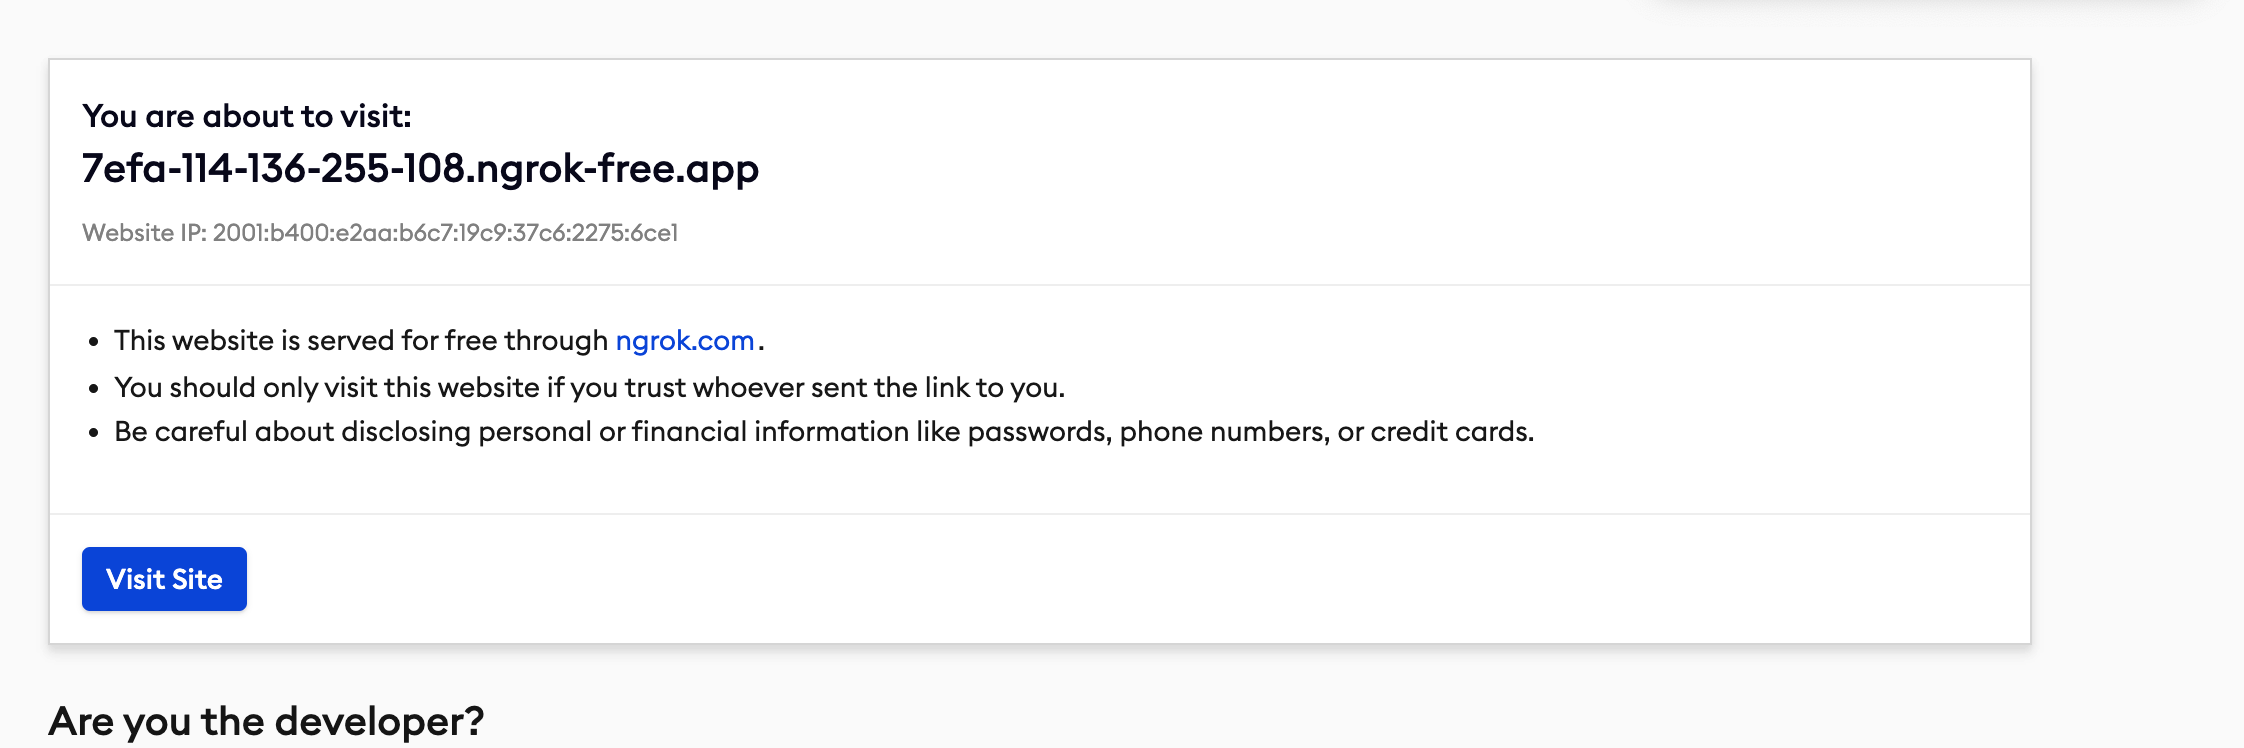 You are about to visit:
7efa-114-136-255-108.ngrok-free.app
Website IP: 2001:b400:e2aa:b6c7:19c9:37c6:2275:6ce1
This website is served for free through ngrok.com.
You should only visit this website if you trust whoever sent the link to you.
Be careful about disclosing personal or financial information like passwords, phone numbers, or credit cards.
Visit Site
Are you the developer?